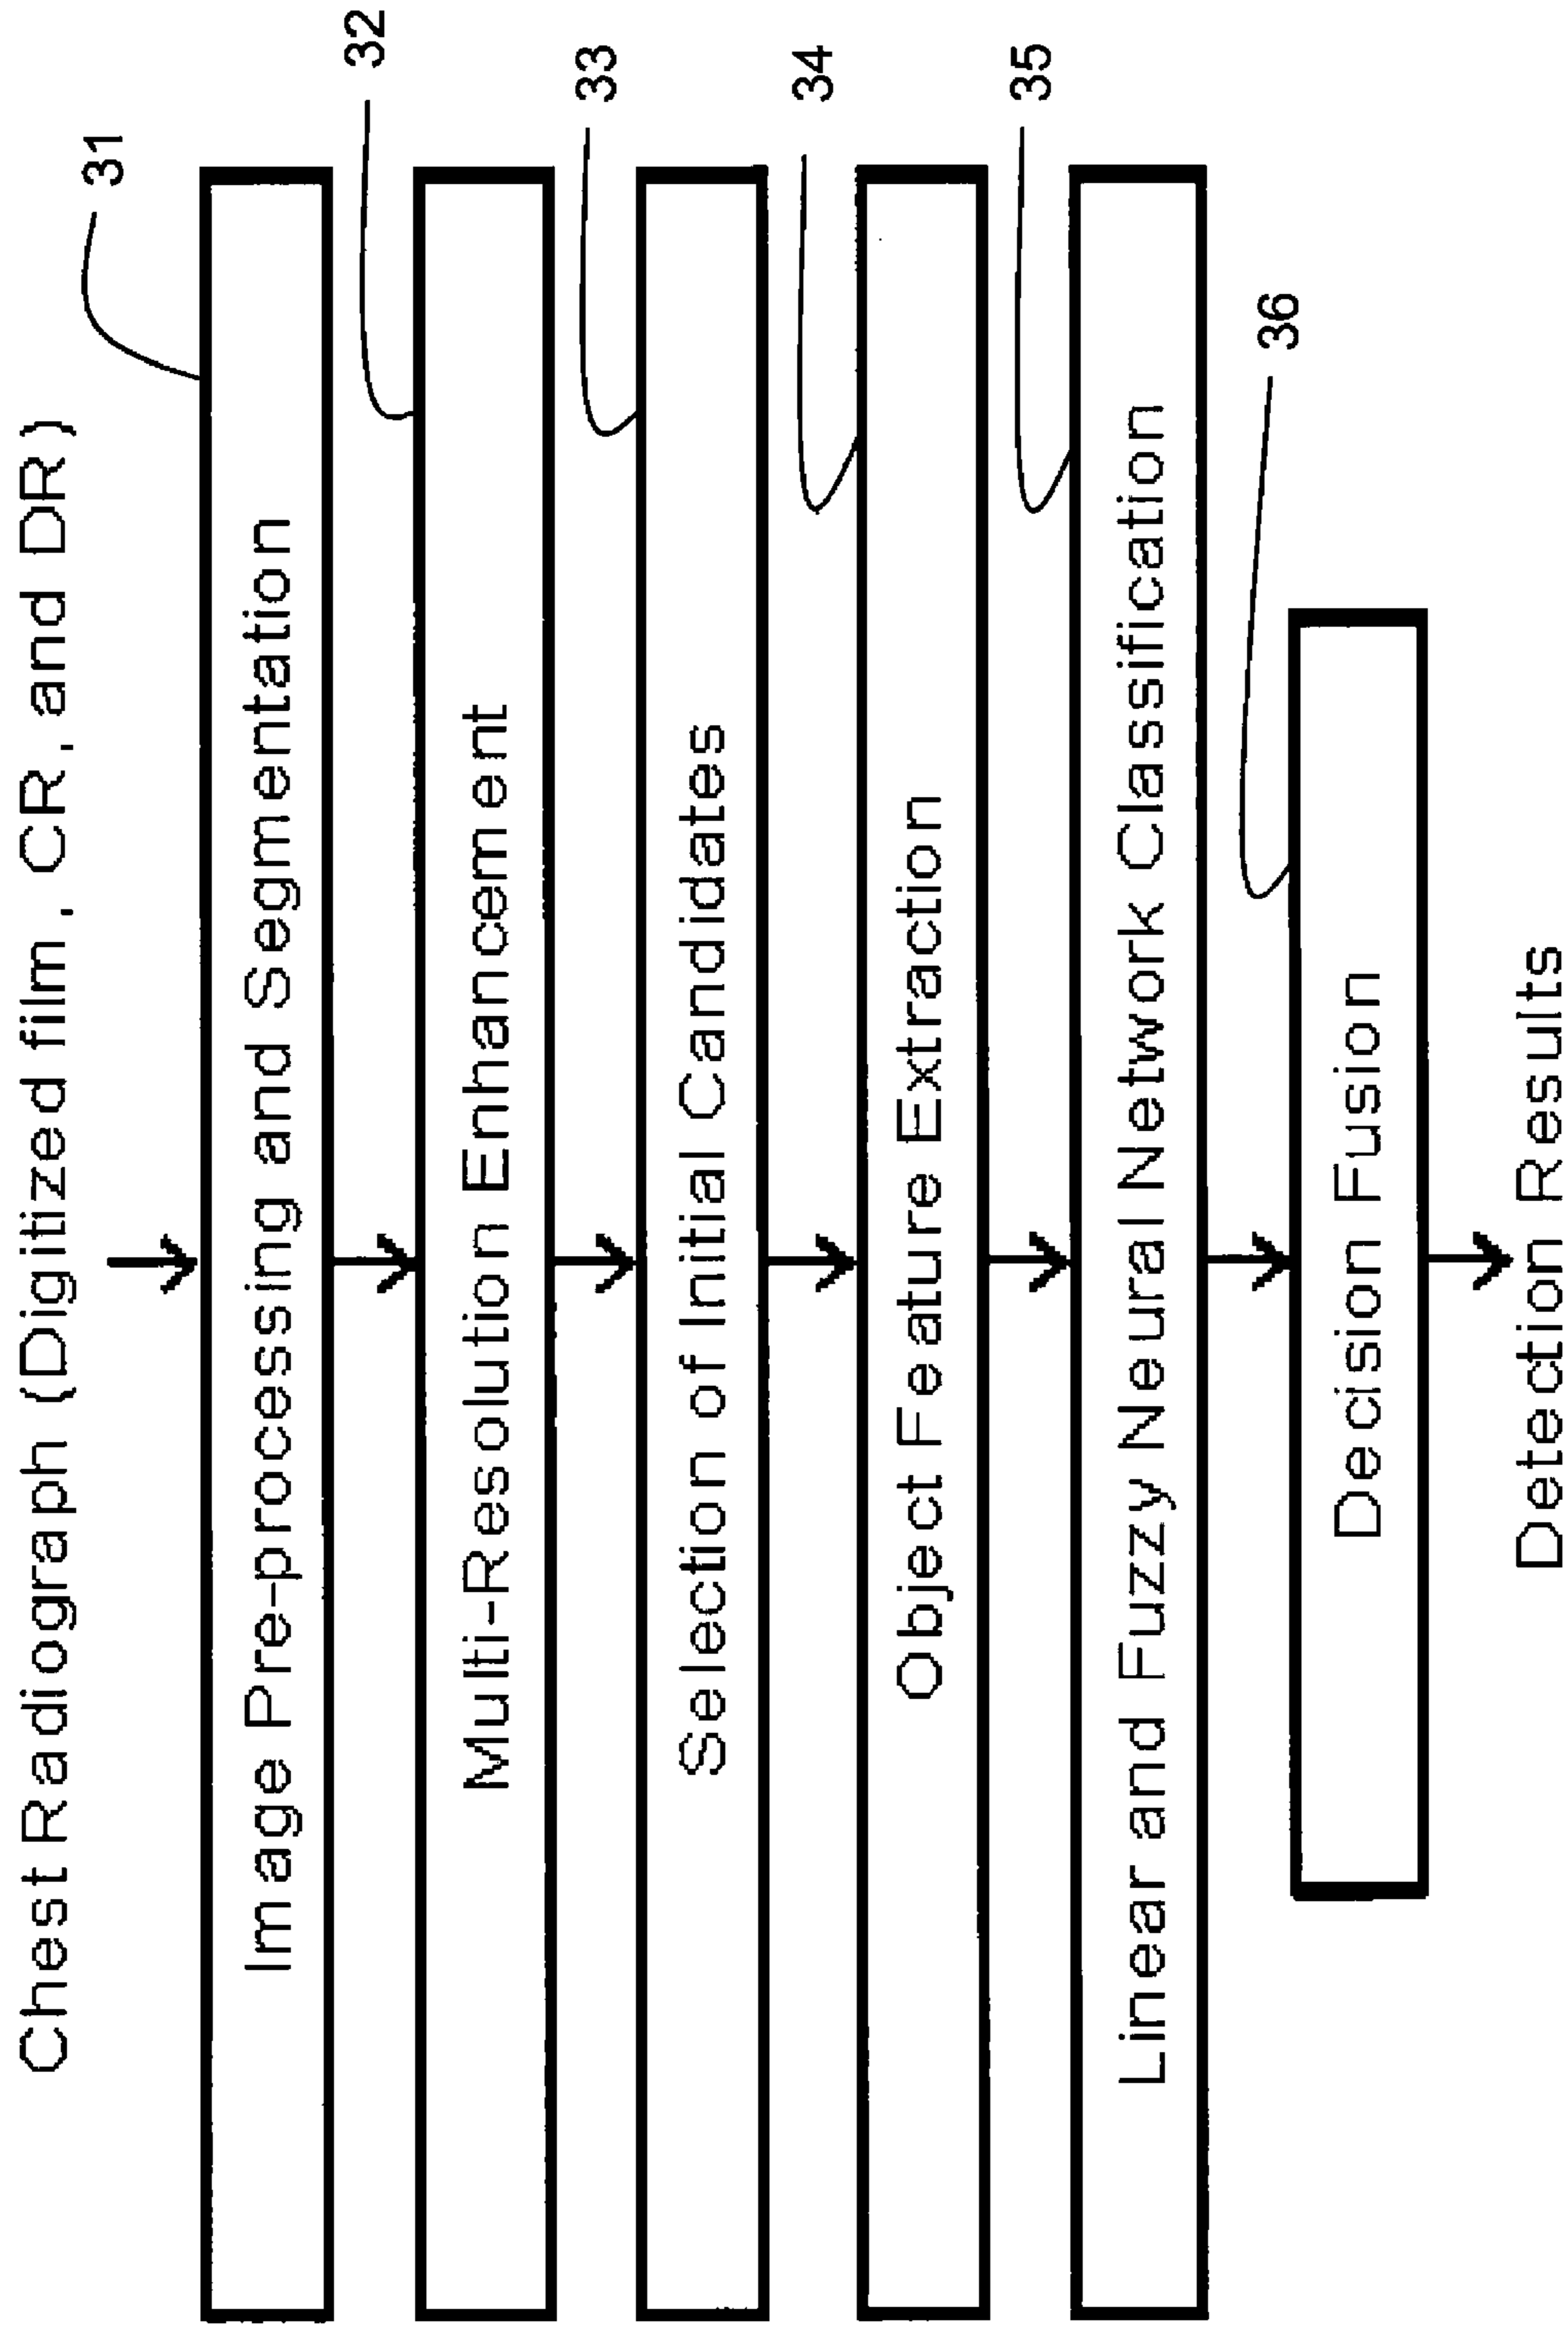 Chest Radiograph (Digitized film, CR, and DR)
31
Image Pre-processing and Segmentation
32
Multi-Resolution Enhancement
33
Selection of Initial Candidates
34
Object Feature Extraction
35
Linear and Fuzzy Neural Network Classification
36
Decision Fusion
Detection Results